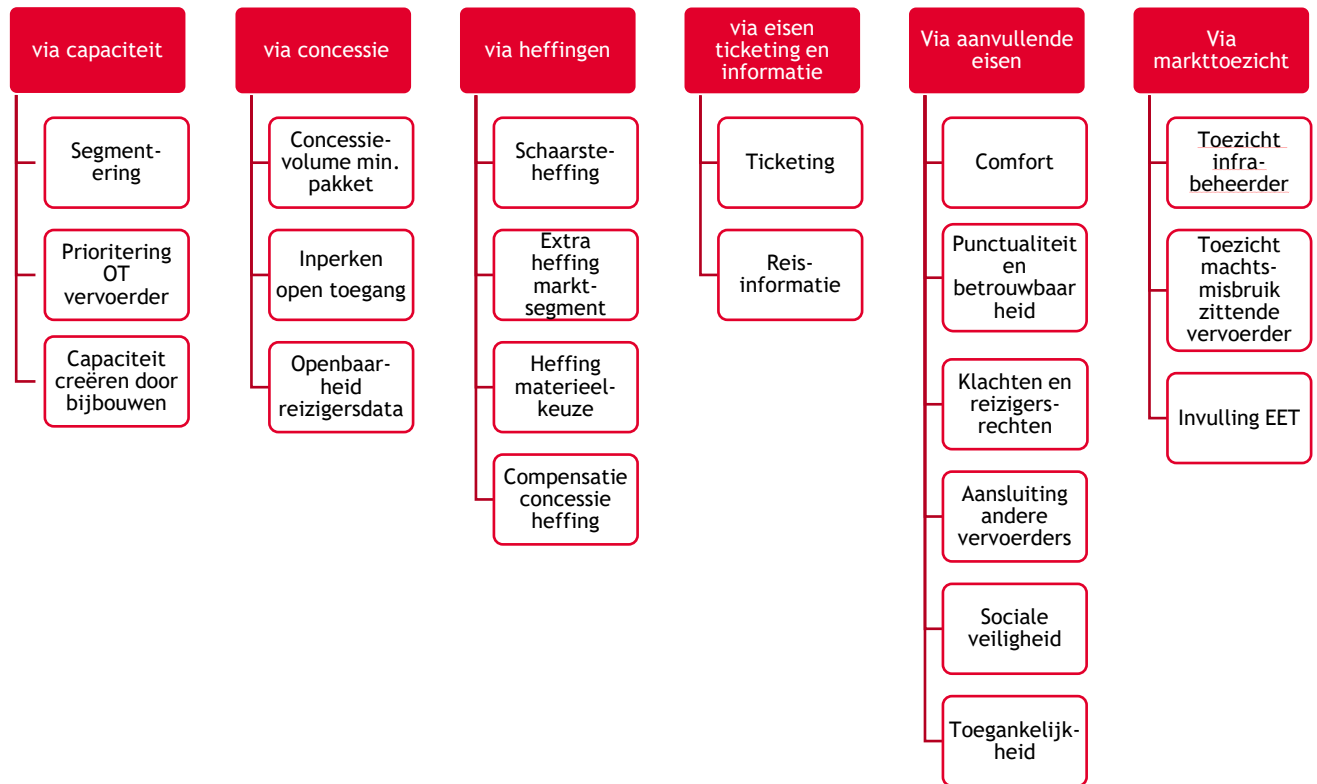 via capaciteit
Segment-
ering
Prioritering
OT
vervoerder
Capaciteit
creëren door
bijbouwen
via concessie
Concessie-
volume min.
pakket
Inperken
open toegang
Openbaar-
heid
reizigersdata
via heffingen
Schaarste-
heffing
Extra
heffing
markt-
segment
Heffing
materieel-
keuze
Compensatie
concessie
heffing
via eisen
ticketing en
informatie
Ticketing
Reis-
informatie
Via aanvullende
eisen
Comfort
Punctualiteit
en
betrouwbaar
heid
Klachten en
reizigers-
rechten
Aansluiting
andere
vervoerders
Sociale
veiligheid
Toegankelijk-
heid
Via
markttoezicht
Toezicht
infra-
beheerder
Toezicht
machts-
misbruik
zittende
vervoerder
Invulling EET